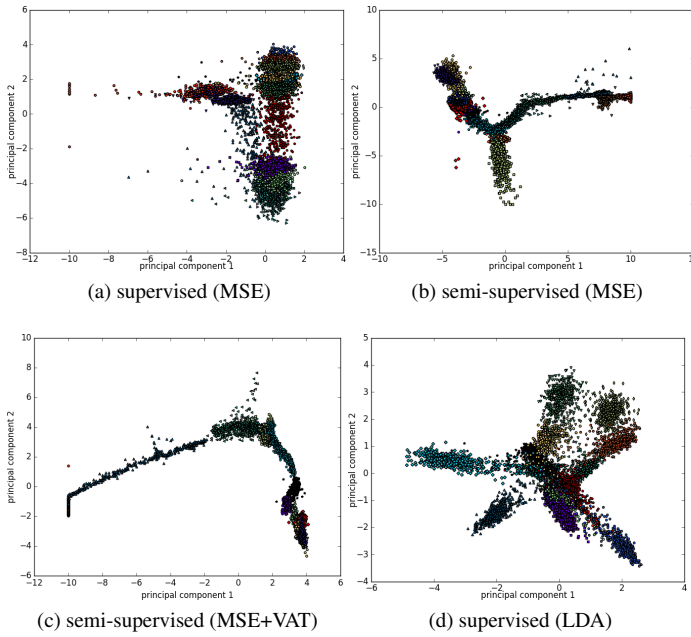 6
4
2
0
−2
−4
−6
−8
−12 −10 −8 −6 −4 −2 0 2 4
principal component 1
principal component 2
(a) supervised (MSE)
10
5
0
−5
−10
−15
−10 −5 0 5 10 15
principal component 1
principal component 2
(b) semi-supervised (MSE)
10
8
6
4
2
0
−2
−4
−6
−12 −10 −8 −6 −4 −2 0 2 4 6
principal component 1
principal component 2
(c) semi-supervised (MSE+VAT)
5
4
3
2
1
0
−1
−2
−3
−4
−6 −4 −2 0 2 4
principal component 1
principal component 2
(d) supervised (LDA)